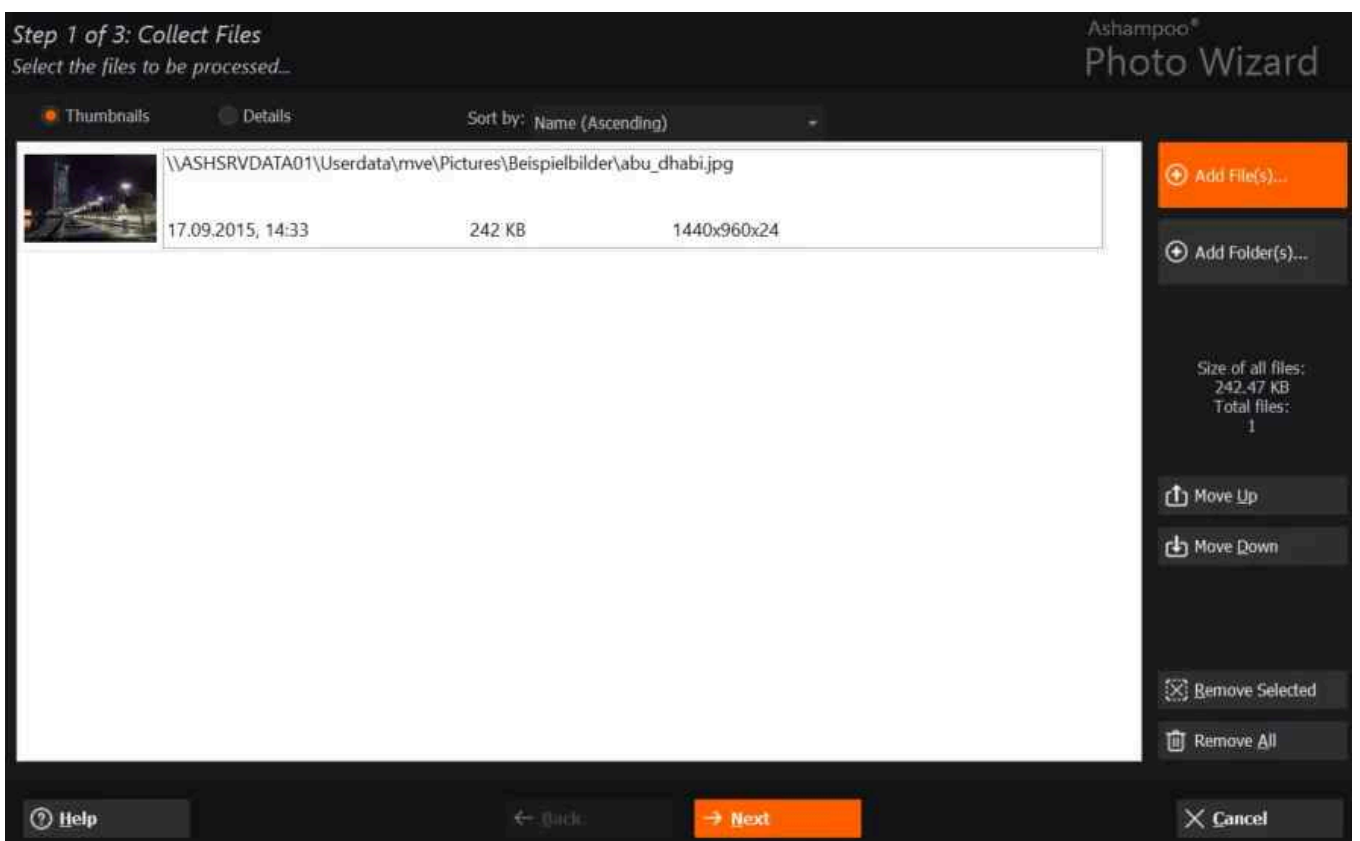 Step 1 of 3: Collect Files
Select the files to be processed...
Ashampoo®
Photo Wizard
Thumbnails
Details
Sort by: Name (Ascending)
\\ASHSRVDATA01\Userdata\mve\Pictures\Beispielbilder\abu_dhabi.jpg
17.09.2015, 14:33
242 KB
1440x960x24
Add File(s)...
Add Folder(s)...
Size of all files:
242.47 KB
Total files:
1
Move Up
Move Down
Remove Selected
Remove All
Help
Back
Next
Cancel